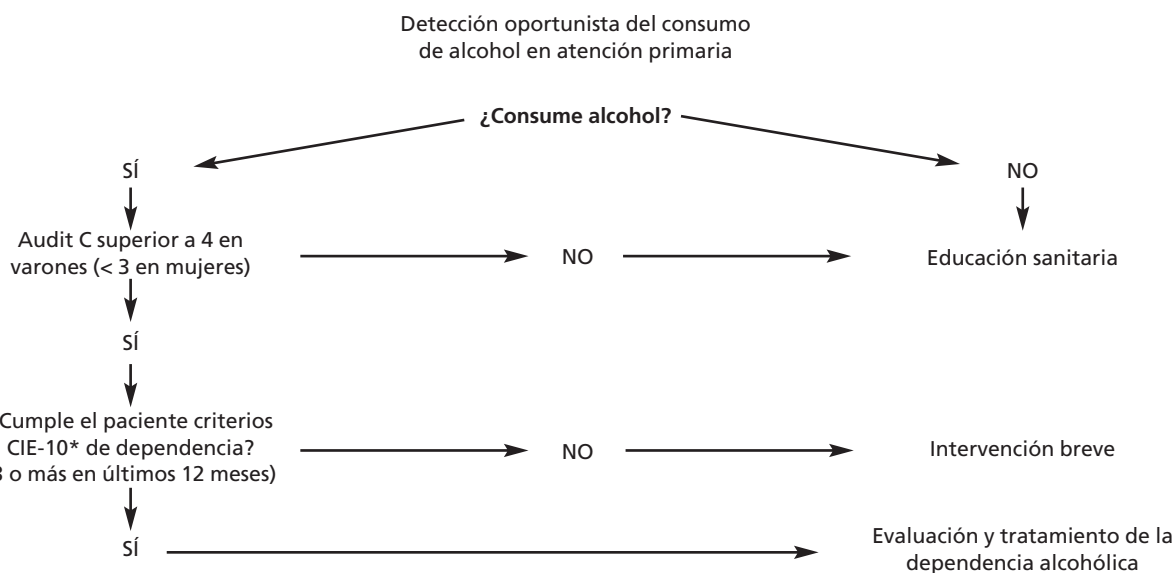 Detección oportunista del consumo
de alcohol en atención primaria
¿Consume alcohol?
SÍ
NO
Audit C superior a 4 en
varones (< 3 en mujeres)
NO
Educación sanitaria
SÍ
Cumple el paciente criterios
CIE-10* de dependencia?
o más en últimos 12 meses)
NO
Intervención breve
SÍ
Evaluación y tratamiento de la
dependencia alcohólica